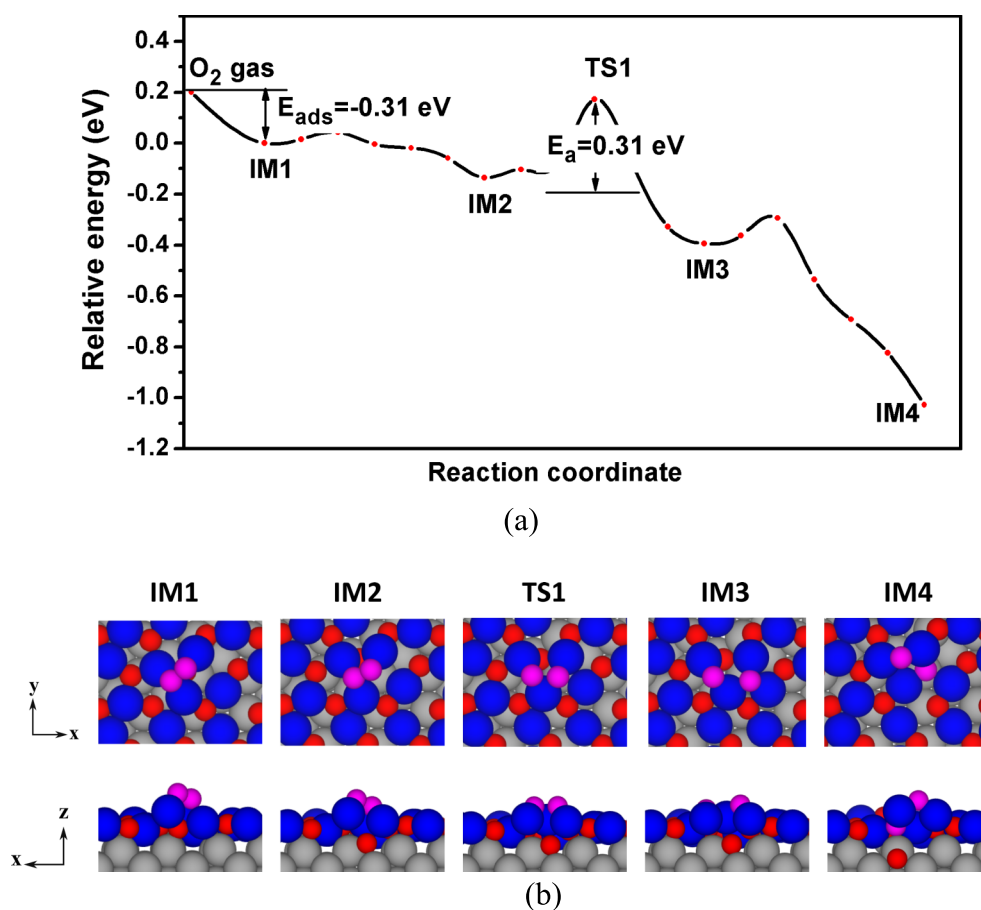 0.4
0.2
0.0
-0.2
-0.4
-0.6
-0.8
-1.0
-1.2
Relative energy (eV)
O2 gas
Eads=-0.31 eV
IM1
IM2
TS1
Ea=0.31 eV
IM3
IM4
Reaction coordinate
(a)
IM1 IM2 TS1 IM3 IM4
y
x
z
x
(b)